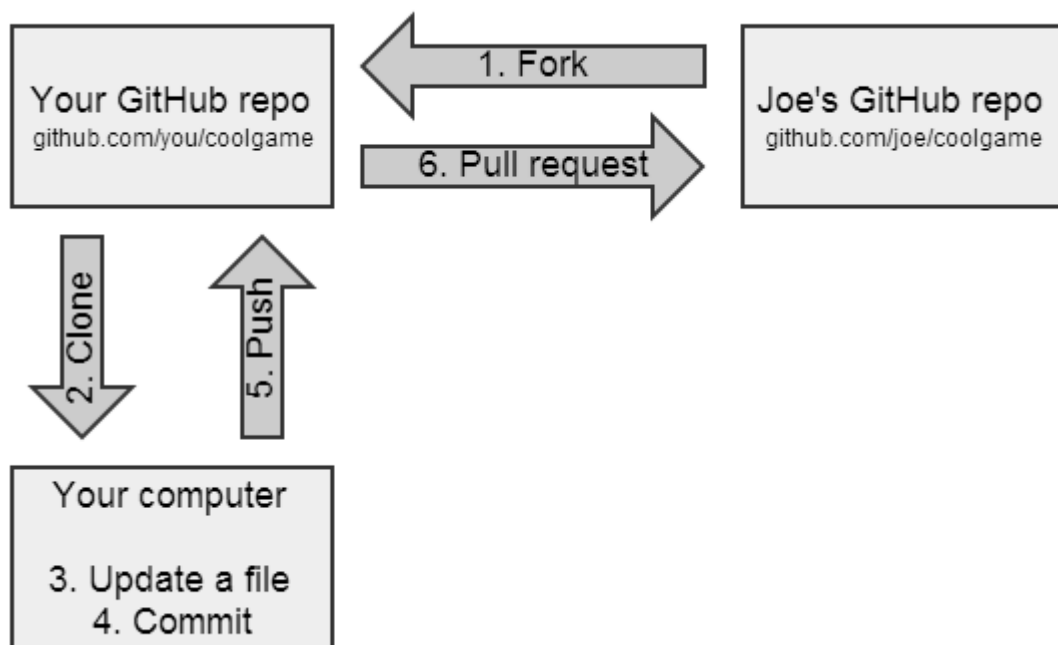 Your GitHub repo
github.com/you/coolgame
1. Fork
6. Pull request
Joe's GitHub repo
github.com/joe/coolgame
2. Clone
5. Push
Your computer
3. Update a file
4. Commit